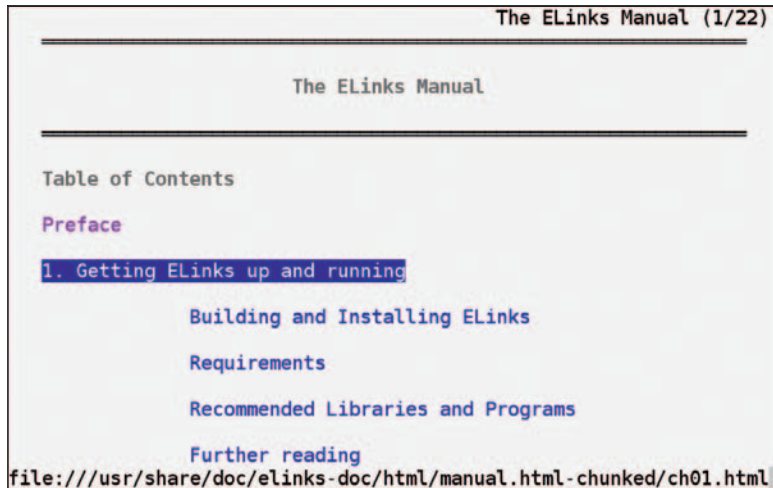 The ELinks Manual (1/22)
The ELinks Manual
Table of Contents
Preface
1. Getting ELinks up and running
Building and Installing ELinks
Requirements
Recommended Libraries and Programs
Further reading
file:///usr/share/doc/elinks-doc/html/manual.html-chunked/ch01.html